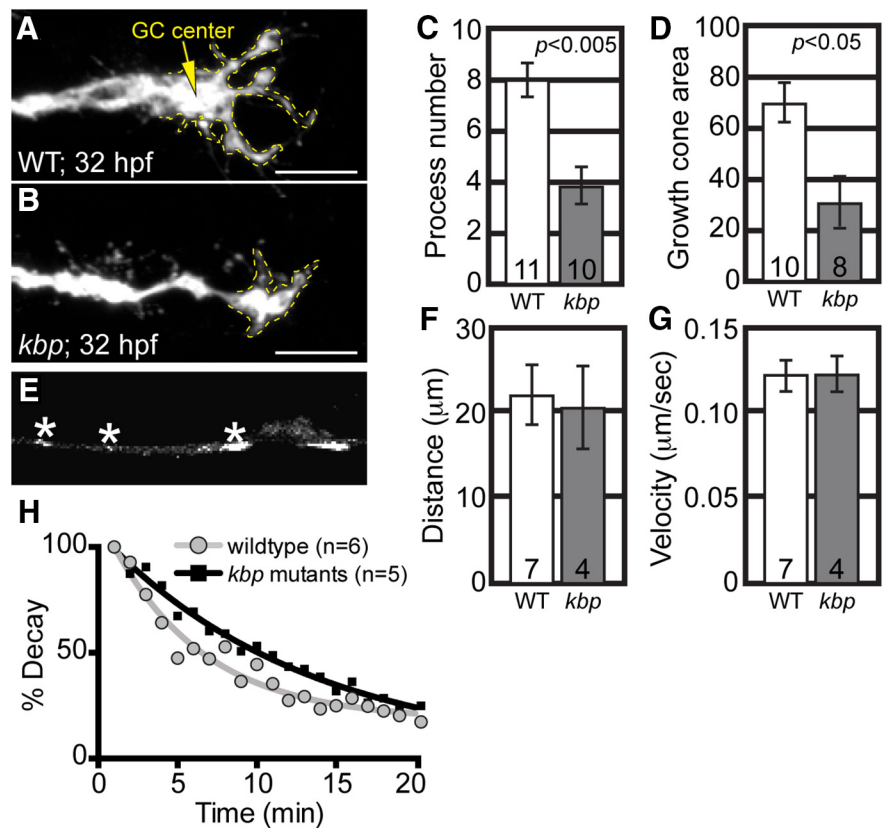 A
GC center
WT; 32 hpf
B
kbp; 32 hpf
C
Process number
10
8
6
4
2
0
p<0.005
11
10
WT
kbp
D
Growth cone area
100
80
60
40
20
0
p<0.05
10
8
WT
kbp
E
* * *
F
Distance (μm)
30
20
10
0
7
4
WT
kbp
G
Velocity (μm/sec)
0.15
0.10
0.05
0
7
4
WT
kbp
H
wildtype (n=6)
kbp mutants (n=5)
% Decay
100
50
0
0
5
10
15
20
Time (min)